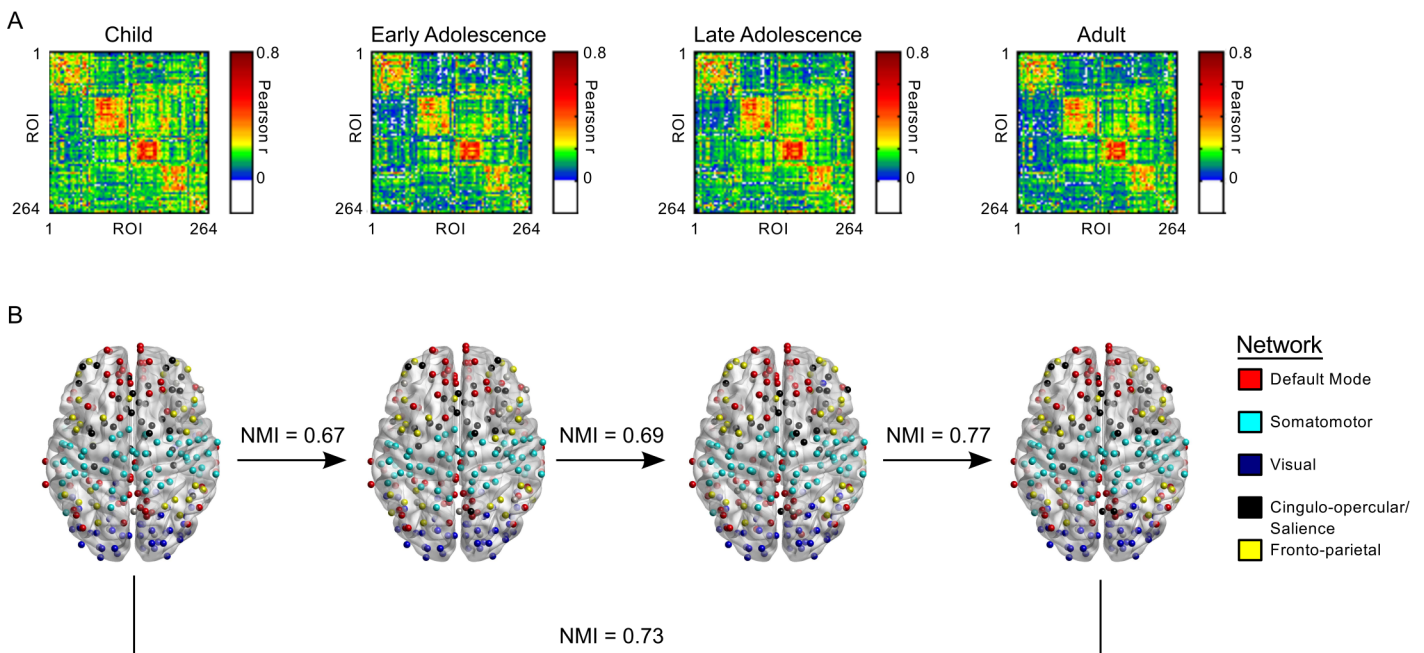 A
Child
Early Adolescence
Late Adolescence
Adult
1
ROI
264
1
ROI
264
0.8
Pearson r
0
1
ROI
264
1
ROI
264
0.8
Pearson r
0
1
ROI
264
1
ROI
264
0.8
Pearson r
0
1
ROI
264
1
ROI
264
0.8
Pearson r
0
B
NMI = 0.67
NMI = 0.69
NMI = 0.77
Network
Default Mode
Somatomotor
Visual
Cingulo-opercular/
Salience
Fronto-parietal
NMI = 0.73